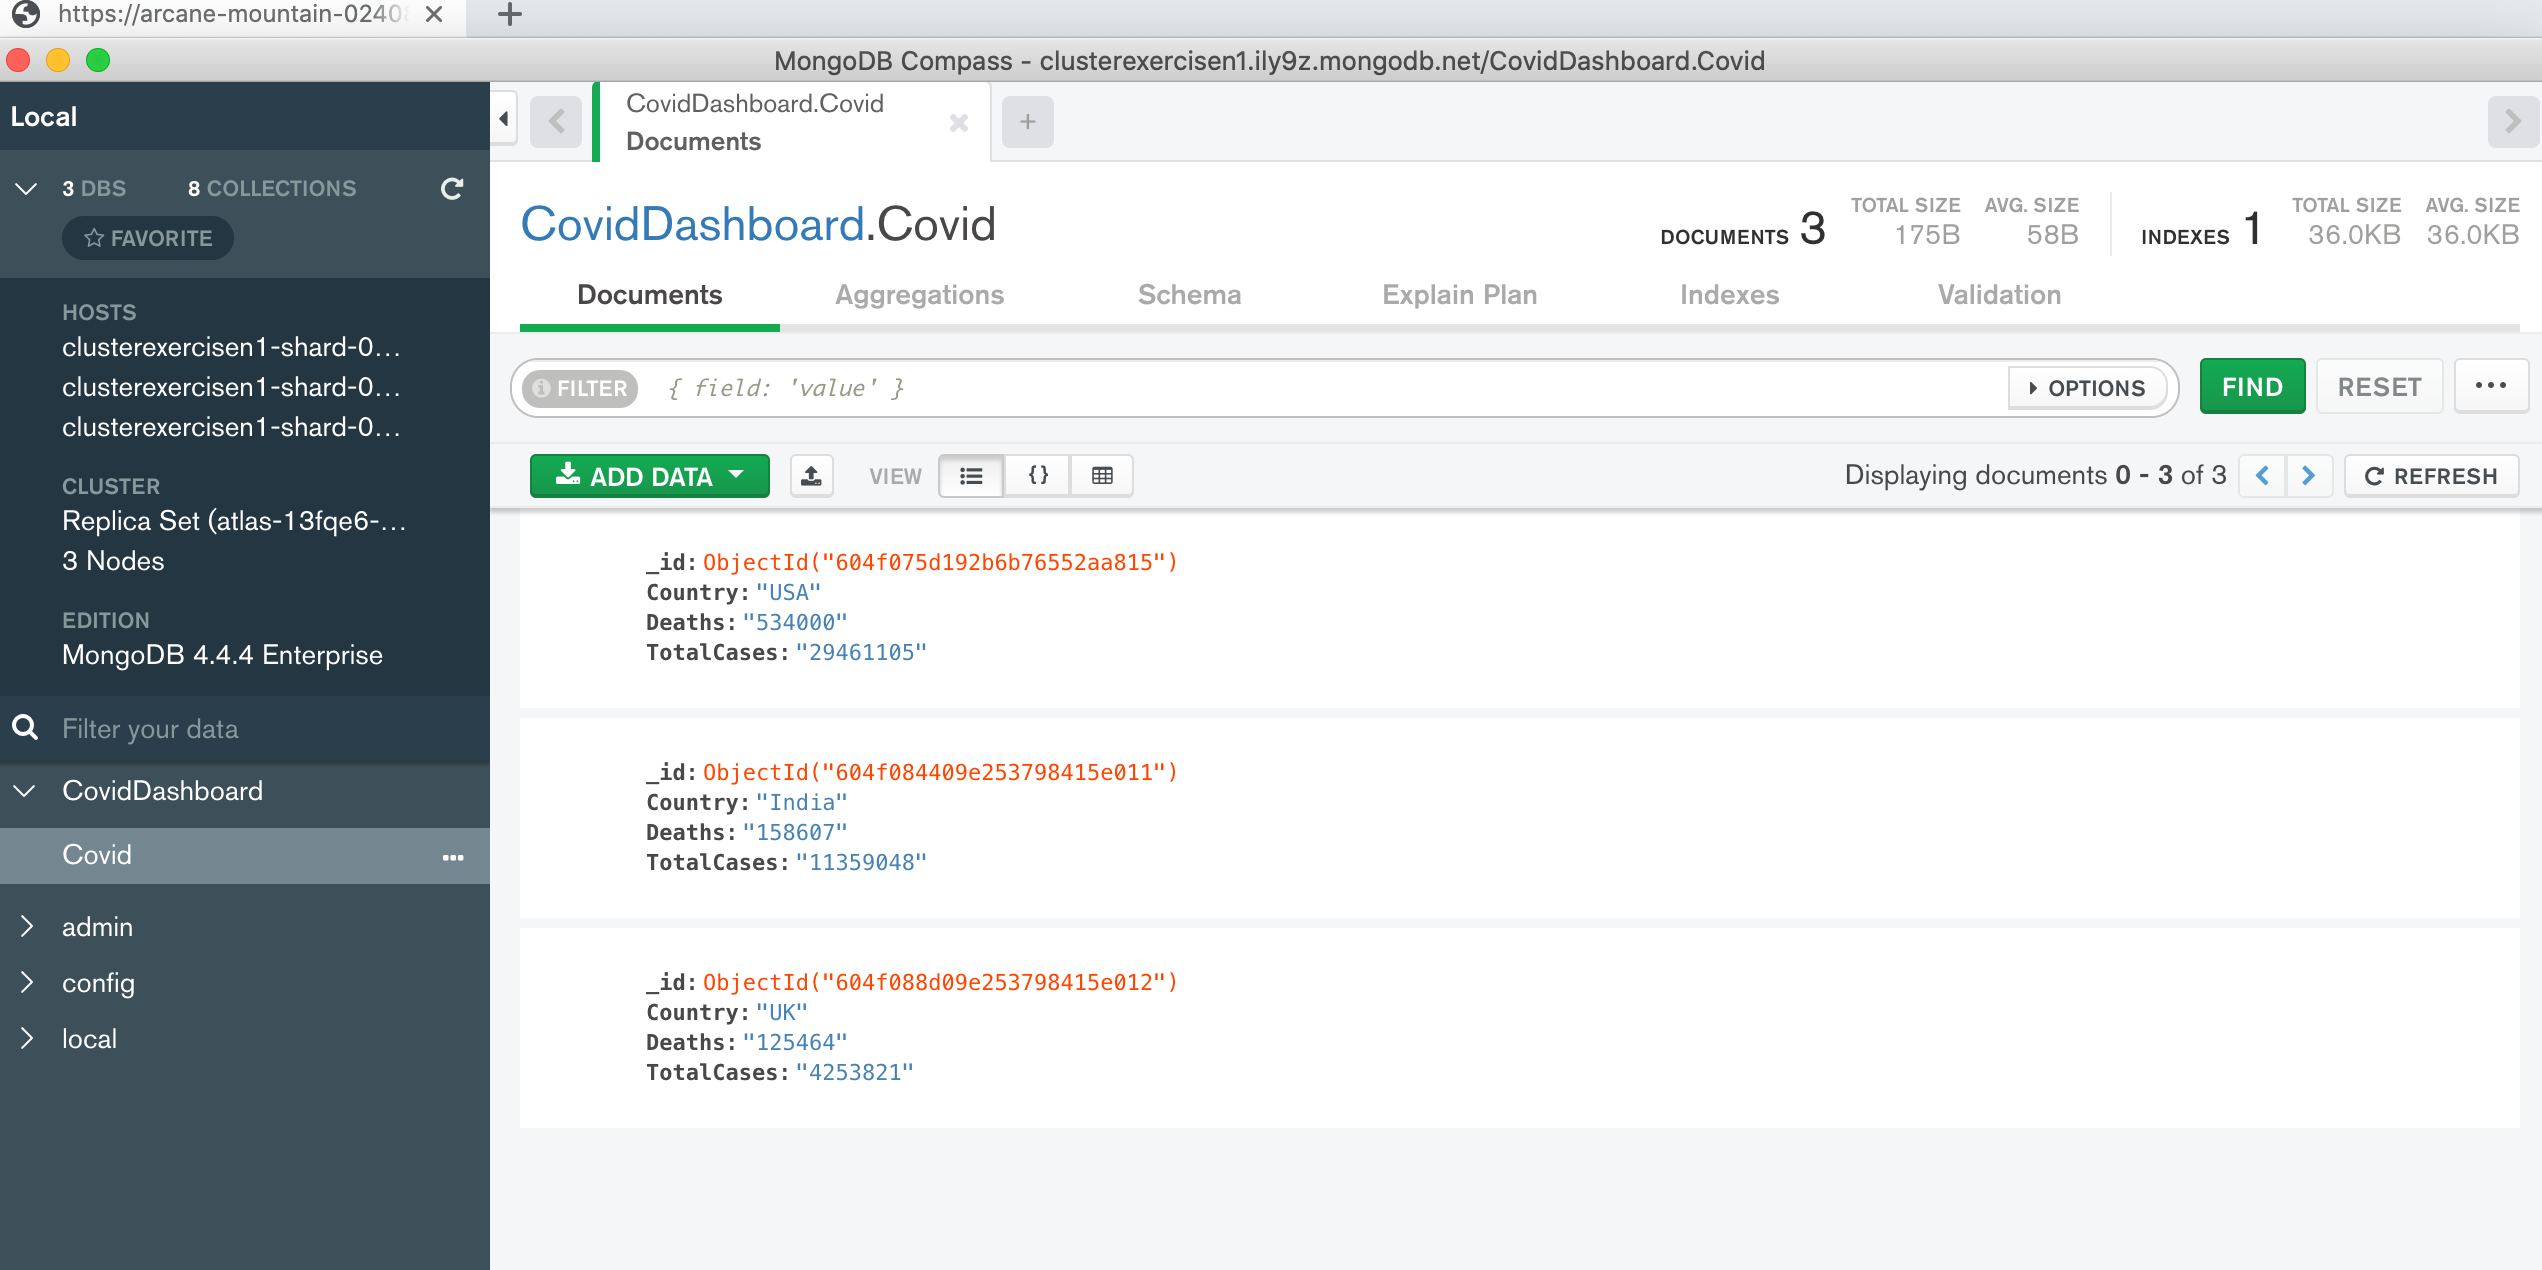 https://arcane-mountain-0240
MongoDB Compass - clusterexercisen1.ily9z.mongodb.net/CovidDashboard.Covid
Local
3 DBS 8 COLLECTIONS
FAVORITE
HOSTS
clusterexercisen1-shard-0...
clusterexercisen1-shard-0...
clusterexercisen1-shard-0...
CLUSTER
Replica Set (atlas-13fqe6-...
3 Nodes
EDITION
MongoDB 4.4.4 Enterprise
Filter your data
CovidDashboard
Covid
admin
config
local
CovidDashboard.Covid
Documents
CovidDashboard.Covid
DOCUMENTS 3 TOTAL SIZE 175B AVG. SIZE 58B INDEXES 1 TOTAL SIZE 36.0KB AVG. SIZE 36.0KB
Documents Aggregations Schema Explain Plan Indexes Validation
FILTER { field: 'value' } OPTIONS FIND RESET ...
ADD DATA VIEW {} Displaying documents 0 - 3 of 3 REFRESH
_id: ObjectId("604f075d192b6b76552aa815")
Country: "USA"
Deaths: "534000"
TotalCases: "29461105"
_id: ObjectId("604f084409e253798415e011")
Country: "India"
Deaths: "158607"
TotalCases: "11359048"
_id: ObjectId("604f088d09e253798415e012")
Country: "UK"
Deaths: "125464"
TotalCases: "4253821"